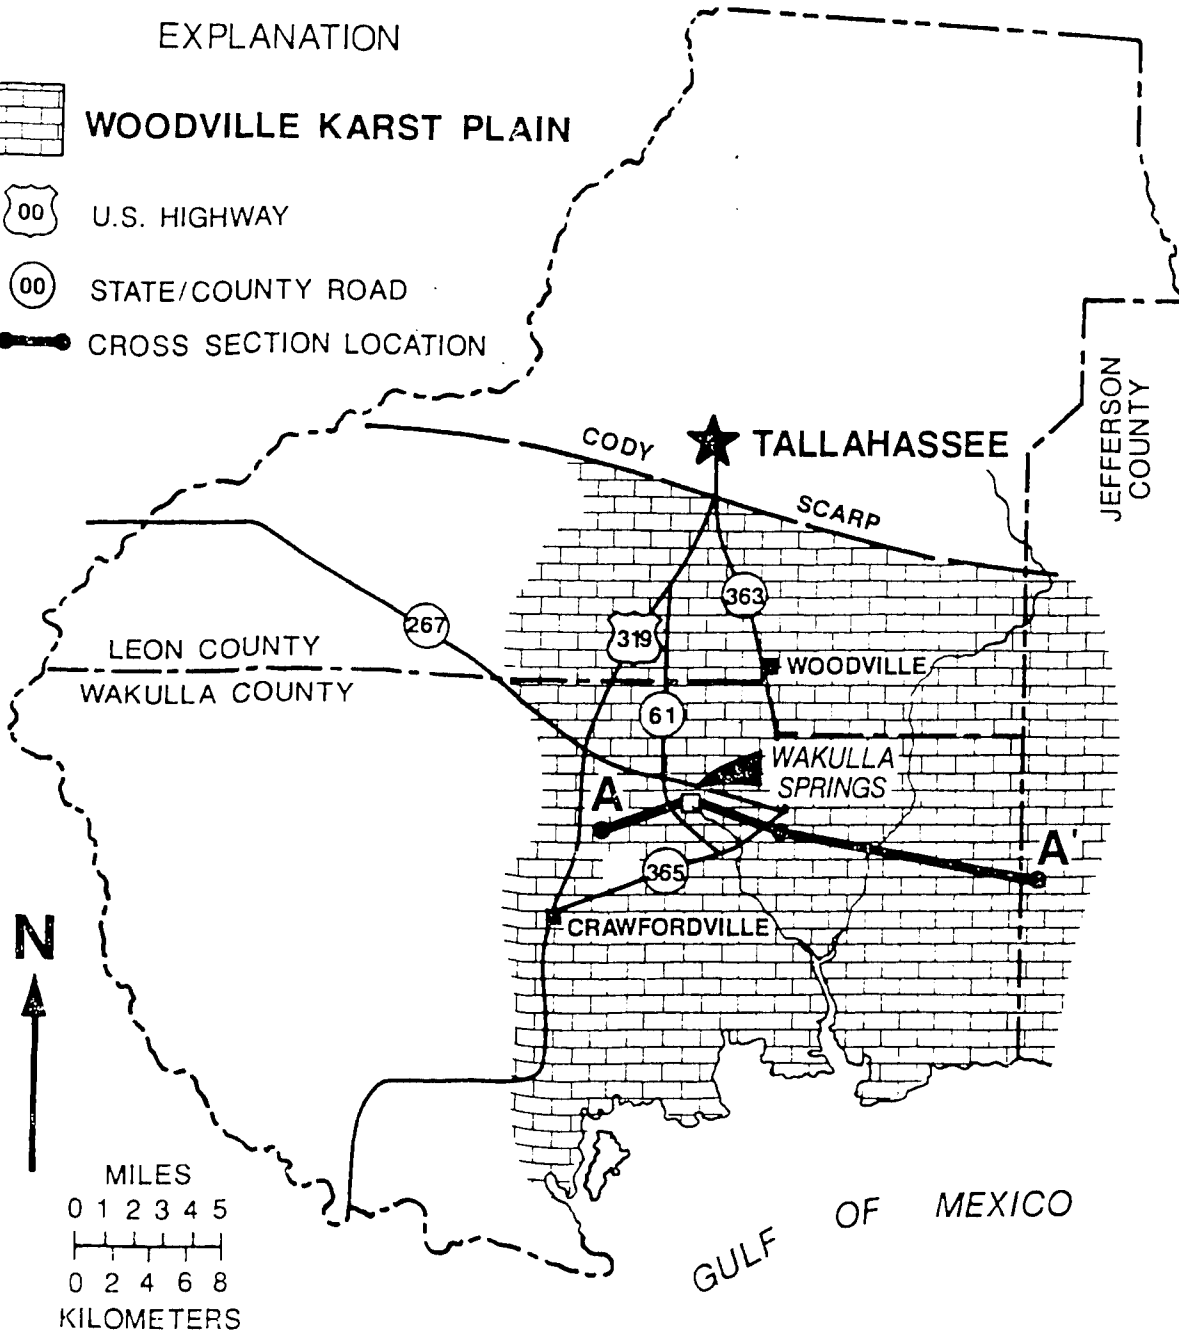 EXPLANATION
WOODVILLE KARST PLAIN
00 U.S. HIGHWAY
00 STATE/COUNTY ROAD
CROSS SECTION LOCATION
JEFFERSON
COUNTY
CODY
TALLAHASSEE
SCARP
363
267
319
LEON COUNTY
WOODVILLE
WAKULLA COUNTY
61
WAKULLA
SPRINGS
A
A'
365
CRAWFORDVILLE
N
MILES
0 1 2 3 4 5
0 2 4 6 8
KILOMETERS
GULF OF MEXICO